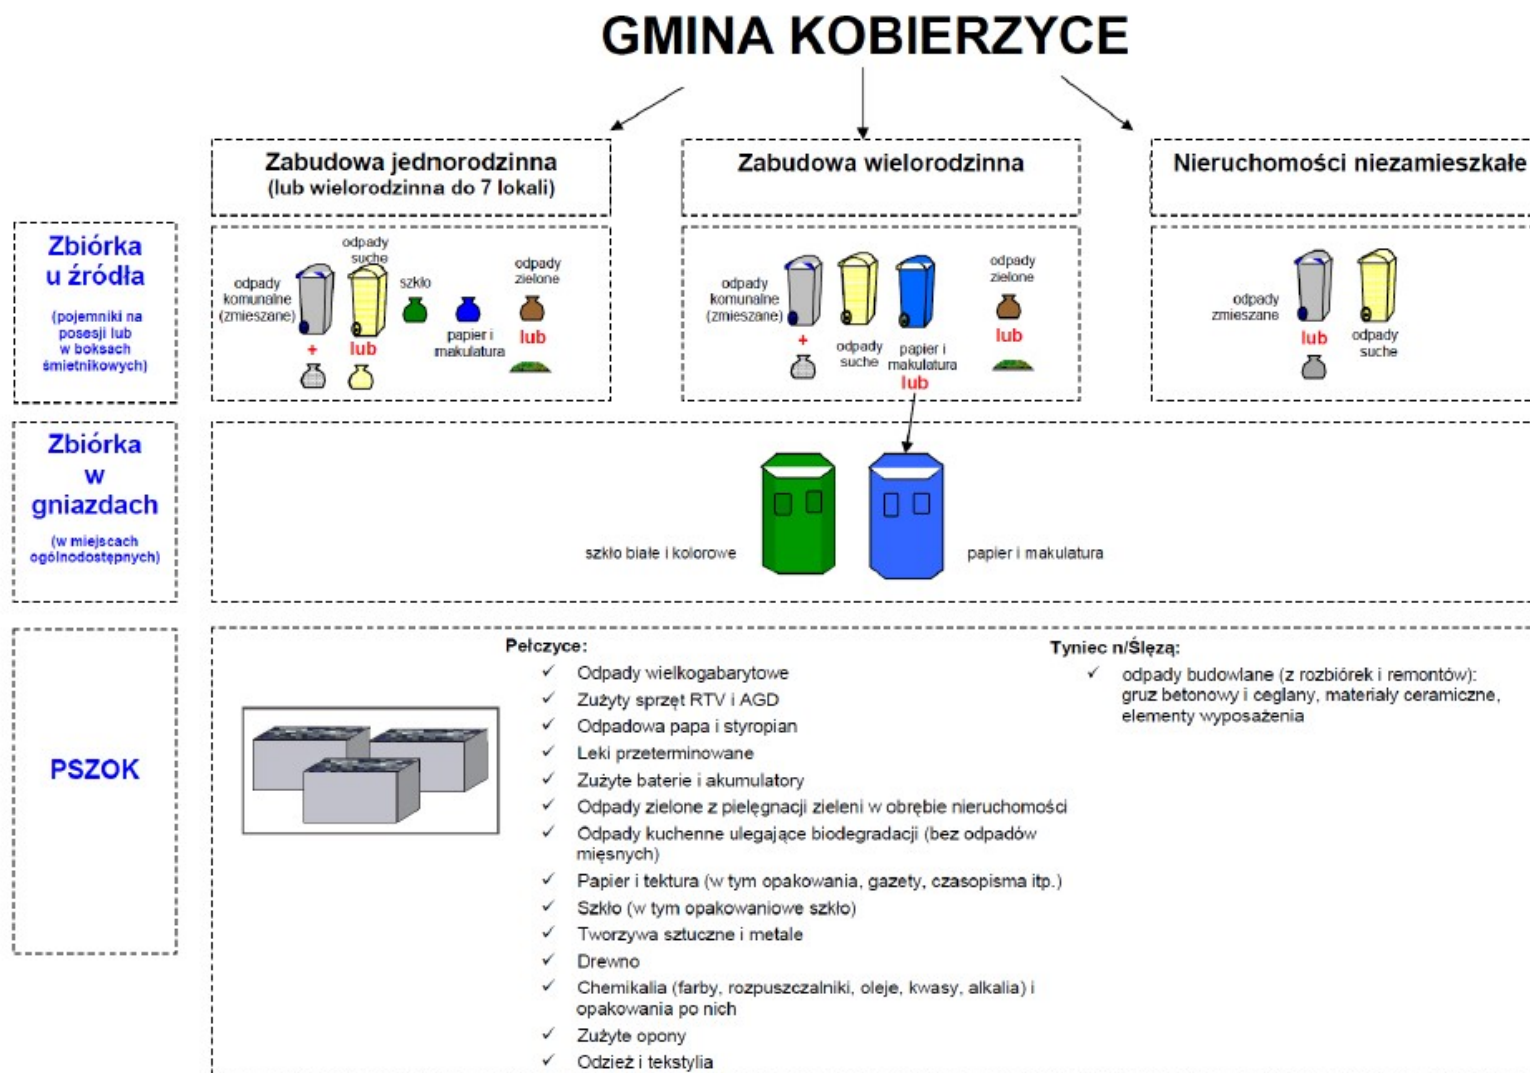 GMINA KOBIERZYCE
Zabudowa jednorodzinna
(lub wielorodzinna do 7 lokali)
Zabudowa wielorodzinna
Nieruchomości niezamieszkałe
Zbiórka
u źródła
(pojemniki na
posesji lub
w boksach
śmietnikowych)
odpady
komunalne
(zmieszane)
+
odpady
suche
lub
szkło
papier i
makulatura
odpady
zielone
lub
odpady
komunalne
(zmieszane)
+
odpady
suche
papier i
makulatura
lub
odpady
zielone
lub
odpady
zmieszane
lub
odpady
suche
Zbiórka
w
gniazdach
(w miejscach
ogólnodostępnych)
szkło białe i kolorowe
papier i makulatura
PSZOK
Pełczyce:
✓ Odpady wielkogabarytowe
✓ Zużyty sprzęt RTV i AGD
✓ Odpadowa papa i styropian
✓ Leki przeterminowane
✓ Zużyte baterie i akumulatory
✓ Odpady zielone z pielęgnacji zieleni w obrębie nieruchomości
✓ Odpady kuchenne ulegające biodegradacji (bez odpadów
mięsnych)
✓ Papier i tektura (w tym opakowania, gazety, czasopisma itp.)
✓ Szkło (w tym opakowaniowe szkło)
✓ Tworzywa sztuczne i metale
✓ Drewno
✓ Chemikalia (farby, rozpuszczalniki, oleje, kwasy, alkalia) i
opakowania po nich
✓ Zużyte opony
✓ Odzież i tekstylia
Tyniec n/Ślęzą:
✓ odpady budowlane (z rozbiórek i remontów):
gruz betonowy i ceglany, materiały ceramiczne,
elementy wyposażenia